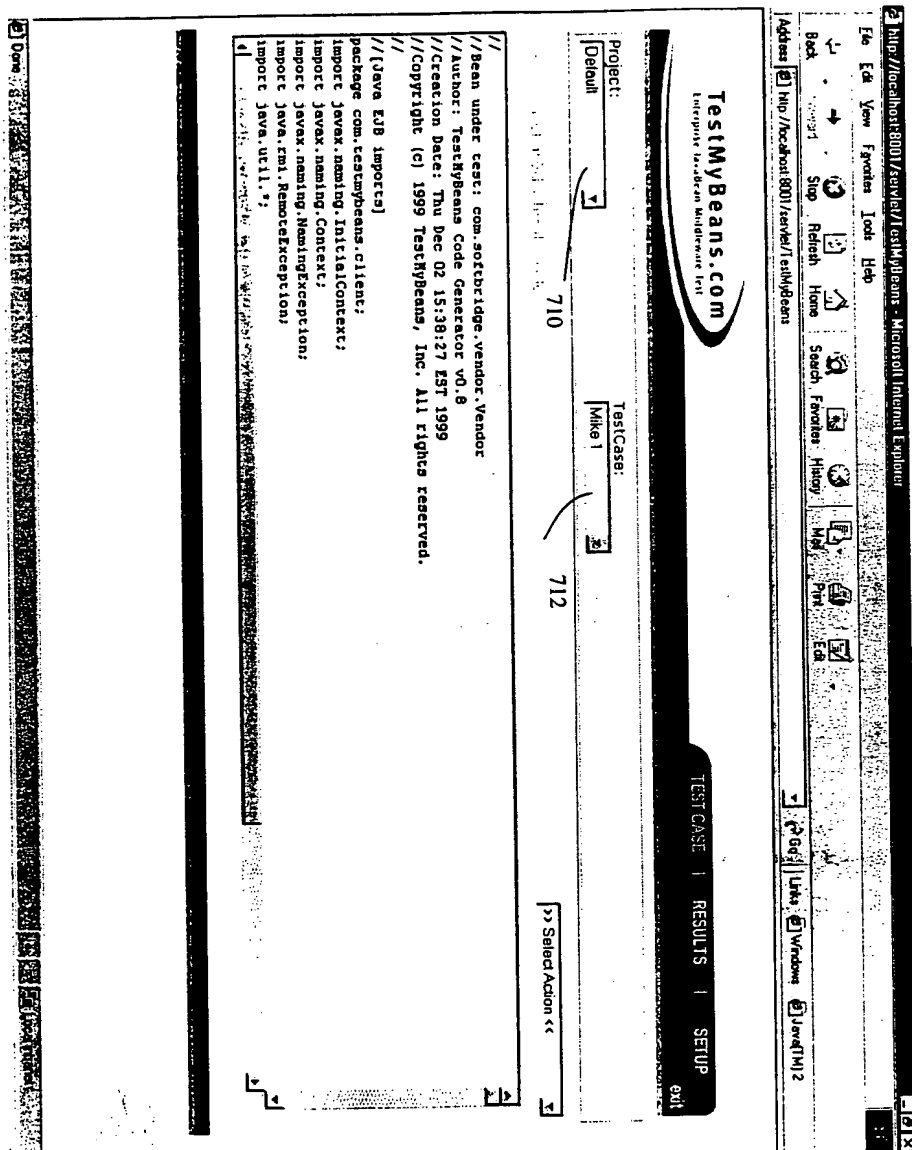 http://localhost:8001/servlet/TestMyBeans - Microsoft Internet Explorer
File Edit View Favorites Tools Help
Back Stop Refresh Home Search Favorites History Mail Print Edit
Address http://localhost:8001/servlet/TestMyBeans Go Links Windows Java(TM) 2
TestMyBeans.com
Enterprise JavaBean Middleware Test
TEST CASE | RESULTS | SETUP
exit
Project: TestCase:
Default Mike 1
710 712
>> Select Action <<
//
//Bean under test: com.softbridge.vendor.Vendor
//Author: TestMyBeans Code Generator v0.8
//Creation Date: Thu Dec 02 15:38:27 EST 1999
//Copyright (c) 1999 TestMyBeans, Inc. All rights reserved.
//
//[Java EJB imports]
package com.testmybeans.client;
import javax.naming.InitialContext;
import javax.naming.Context;
import javax.naming.NamingException;
import java.rmi.RemoteException;
import java.util.*;
Done